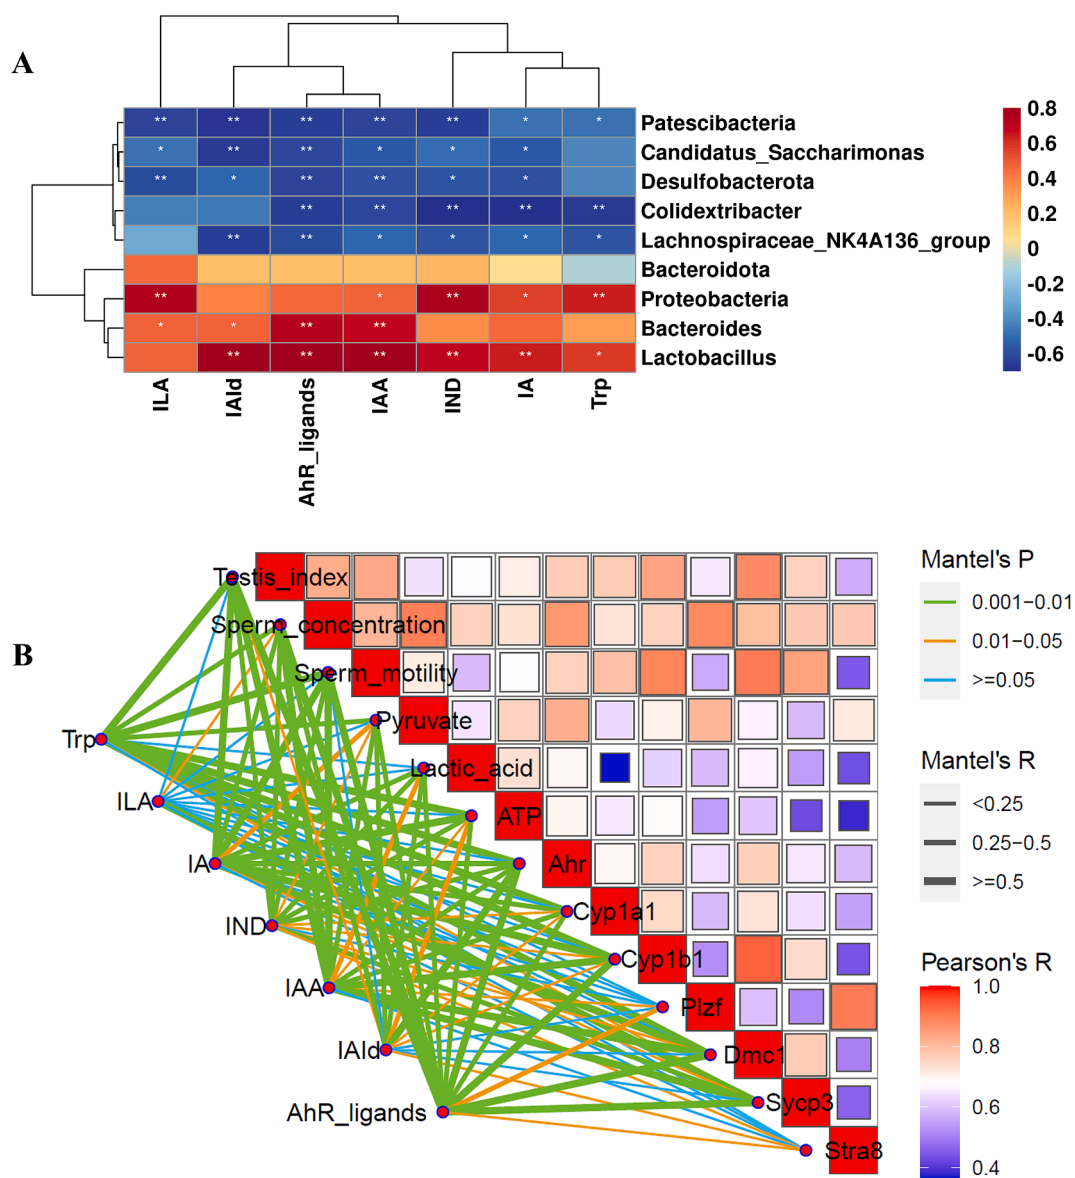 A
** ** ** ** ** * *
Patescibacteria
* ** ** * * *
Candidatus_Saccharimonas
** * ** ** * *
Desulfobacterota
** ** ** ** **
Colidextribacter
** ** * * * *
Lachnospiraceae_NK4A136_group
Bacteroidota
** * ** * **
Proteobacteria
* * ** **
Bacteroides
** ** ** ** ** *
Lactobacillus
ILA
IAld
AhR_ligands
IAA
IND
IA
Trp
0.8
0.6
0.4
0.2
0
-0.2
-0.4
-0.6
B
Testis_index
Sperm_concentration
Sperm_motility
Pyruvate
Lactic_acid
ATP
Ahr
Cyp1a1
Cyp1b1
Plzf
Dmc1
Sycp3
Stra8
Trp
ILA
IA
IND
IAA
IAld
AhR_ligands
Mantel's P
0.001−0.01
0.01−0.05
>=0.05
Mantel's R
<0.25
0.25−0.5
>=0.5
Pearson's R
1.0
0.8
0.6
0.4